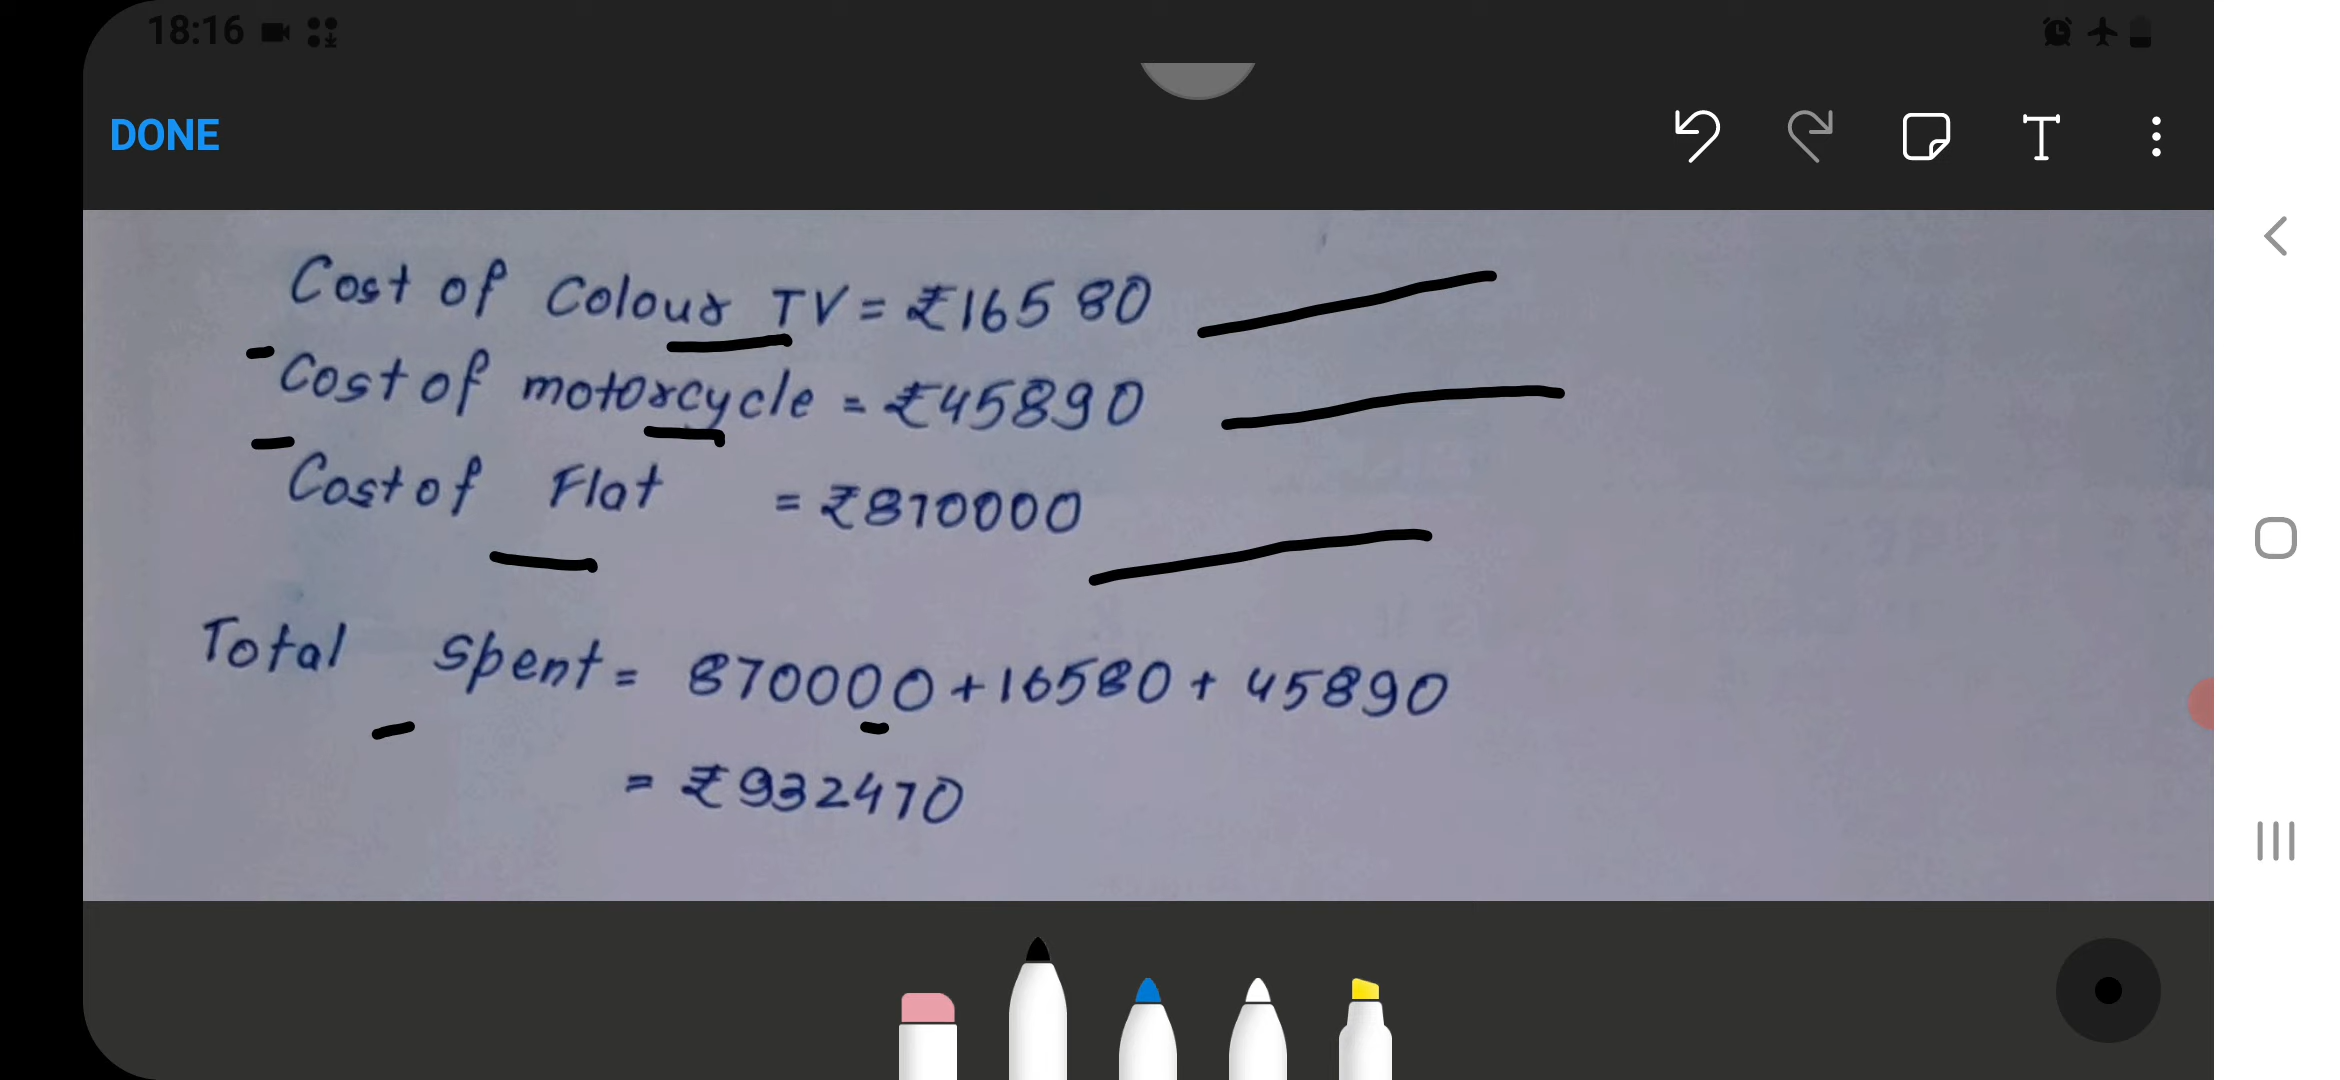 18:16
DONE
Cost of Colour TV = ₹16580
Cost of motorcycle = ₹45890
Cost of Flat = ₹870000
Total Spent = 870000 + 16580 + 45890
= ₹932470